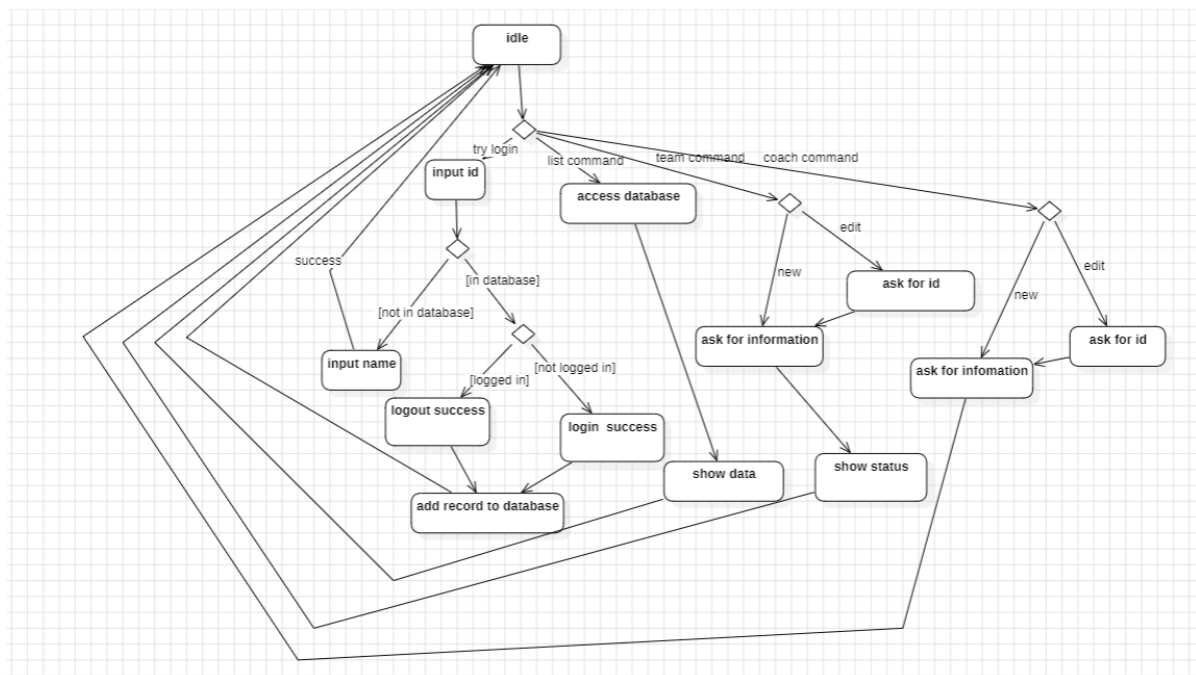 idle
try login
list command
team command
coach command
input id
access database
edit
success
[in database]
new
ask for id
edit
new
[not in database]
ask for information
ask for id
input name
[logged in]
[not logged in]
ask for infomation
logout success
login success
show data
show status
add record to database